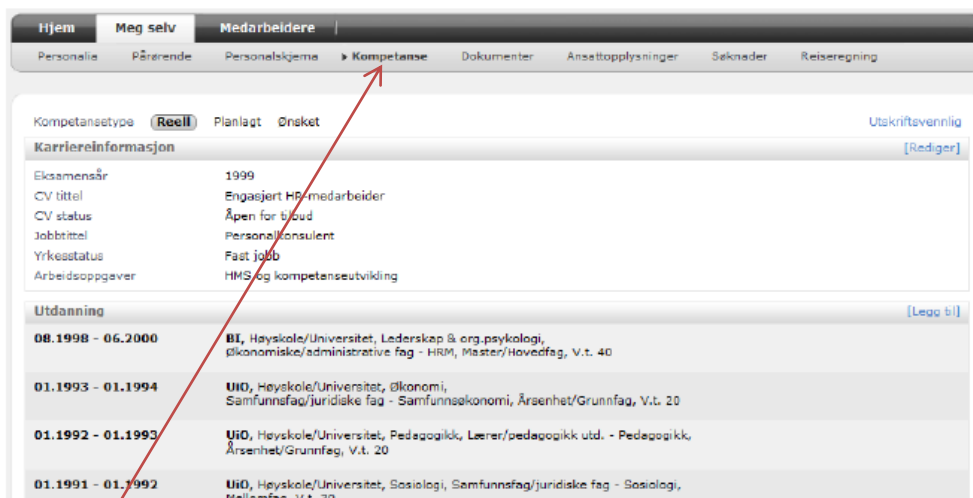 Hjem Meg selv Medarbeidere
Personalia Pårørende Personalskjema Kompetanse Dokumenter Ansattopplysninger Søknader Reiseregning
Kompetansetype Reell Planlagt Ønsket Utskriftsvennlig
Karriereinformasjon [Rediger]
Eksamensår 1999
CV tittel Engasjert HR-medarbeider
CV status Åpen for tilbud
Jobbtittel Personalkonsulent
Yrkesstatus Fast jobb
Arbeidsoppgaver HMS og kompetanseutvikling
Utdanning [Legg til]
08.1998 - 06.2000 BI, Høyskole/Universitet, Lederskap & org.psykologi,
Økonomiske/administrative fag - HRM, Master/Hovedfag, V.t. 40
01.1993 - 01.1994 UiO, Høyskole/Universitet, Økonomi,
Samfunnsfag/juridiske fag - Samfunnsøkonomi, Årsenhet/Grunnfag, V.t. 20
01.1992 - 01.1993 UiO, Høyskole/Universitet, Pedagogikk, Lærer/pedagogikk utd. - Pedagogikk,
Årsenhet/Grunnfag, V.t. 20
01.1991 - 01.1992 UiO, Høyskole/Universitet, Sosiologi, Samfunnsfag/juridiske fag - Sosiologi,